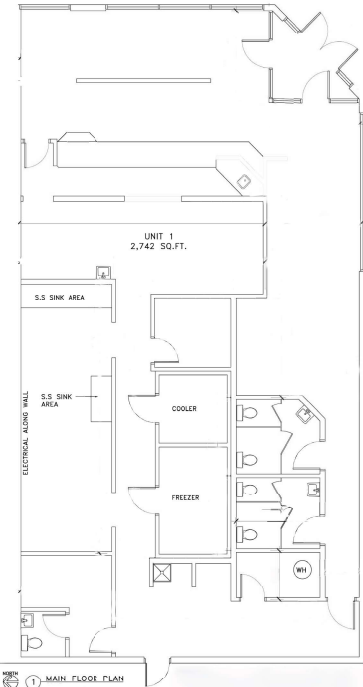 UNIT 1
2,742 SQ.FT.
S.S SINK AREA
S.S SINK
AREA
ELECTRICAL ALONG WALL
COOLER
FREEZER
WH
NORTH
1 MAIN FLOOR PLAN